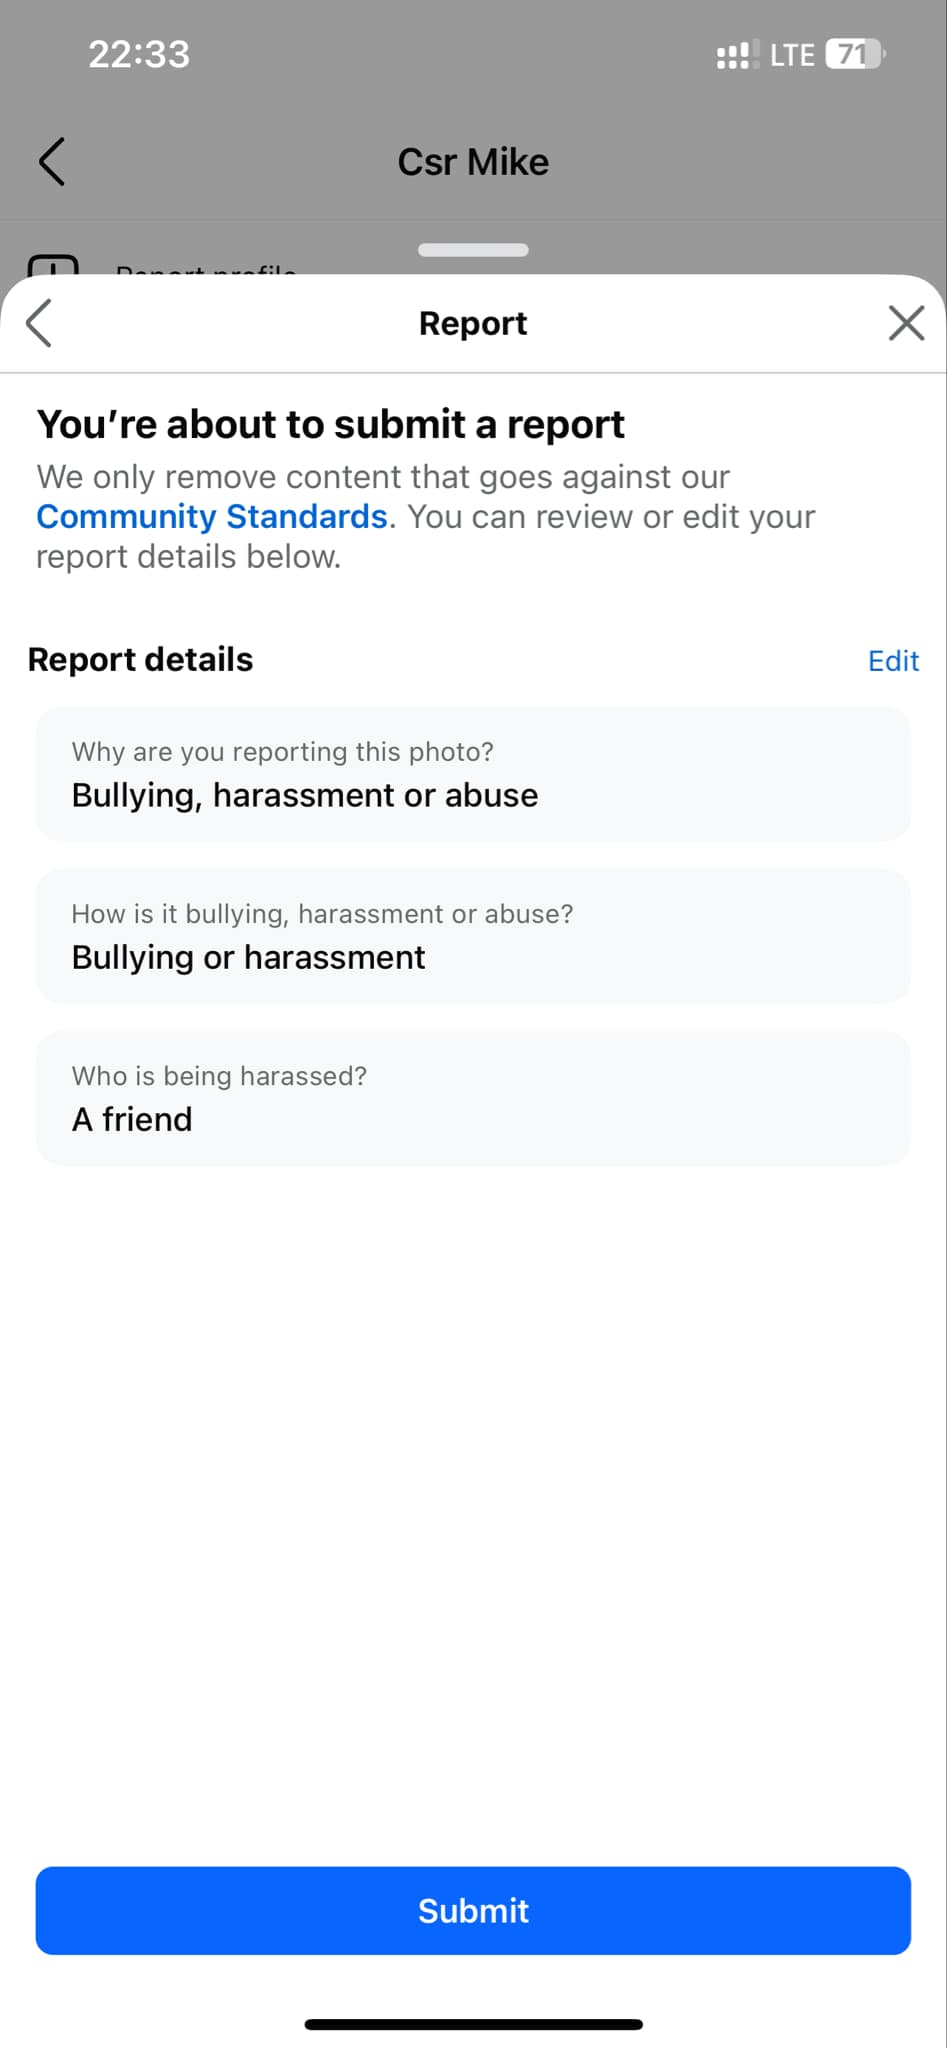 22:33
LTE 71
Csr Mike
Report profile
Report
You're about to submit a report
We only remove content that goes against our
Community Standards. You can review or edit your
report details below.
Report details
Edit
Why are you reporting this photo?
Bullying, harassment or abuse
How is it bullying, harassment or abuse?
Bullying or harassment
Who is being harassed?
A friend
Submit